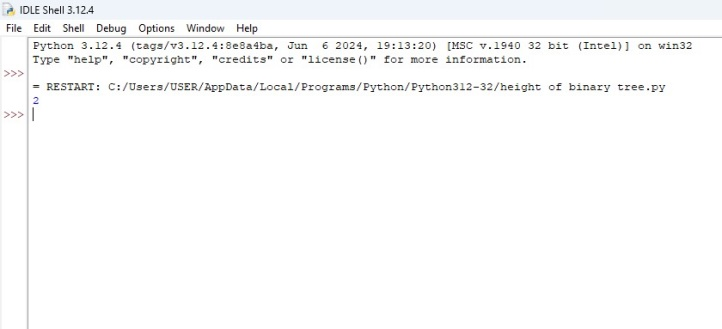 IDLE Shell 3.12.4
File Edit Shell Debug Options Window Help
Python 3.12.4 (tags/v3.12.4:8e8a4ba, Jun  6 2024, 19:13:20) [MSC v.1940 32 bit (Intel)] on win32
Type "help", "copyright", "credits" or "license()" for more information.
>>>
= RESTART: C:/Users/USER/AppData/Local/Programs/Python/Python312-32/height of binary tree.py
2
>>>